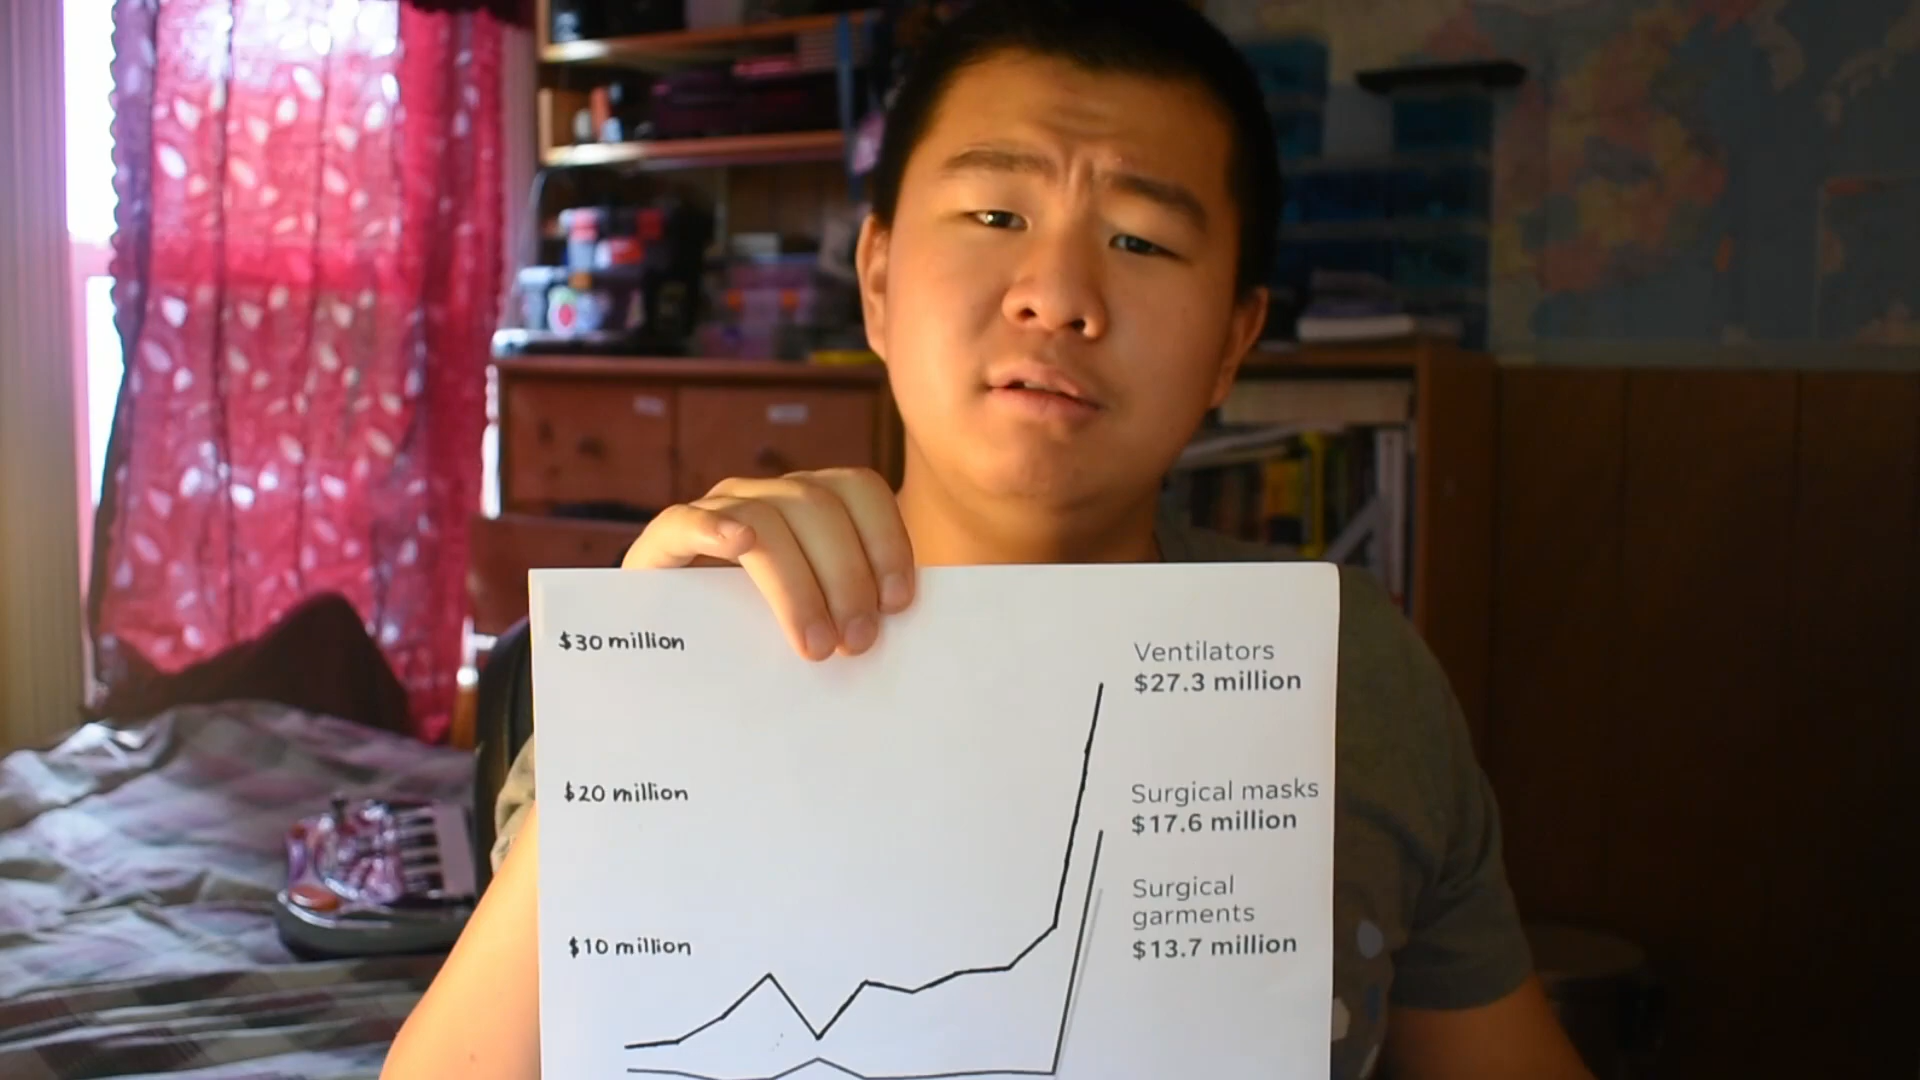 $30 million
Ventilators
$27.3 million
$20 million
Surgical masks
$17.6 million
Surgical
garments
$13.7 million
$10 million